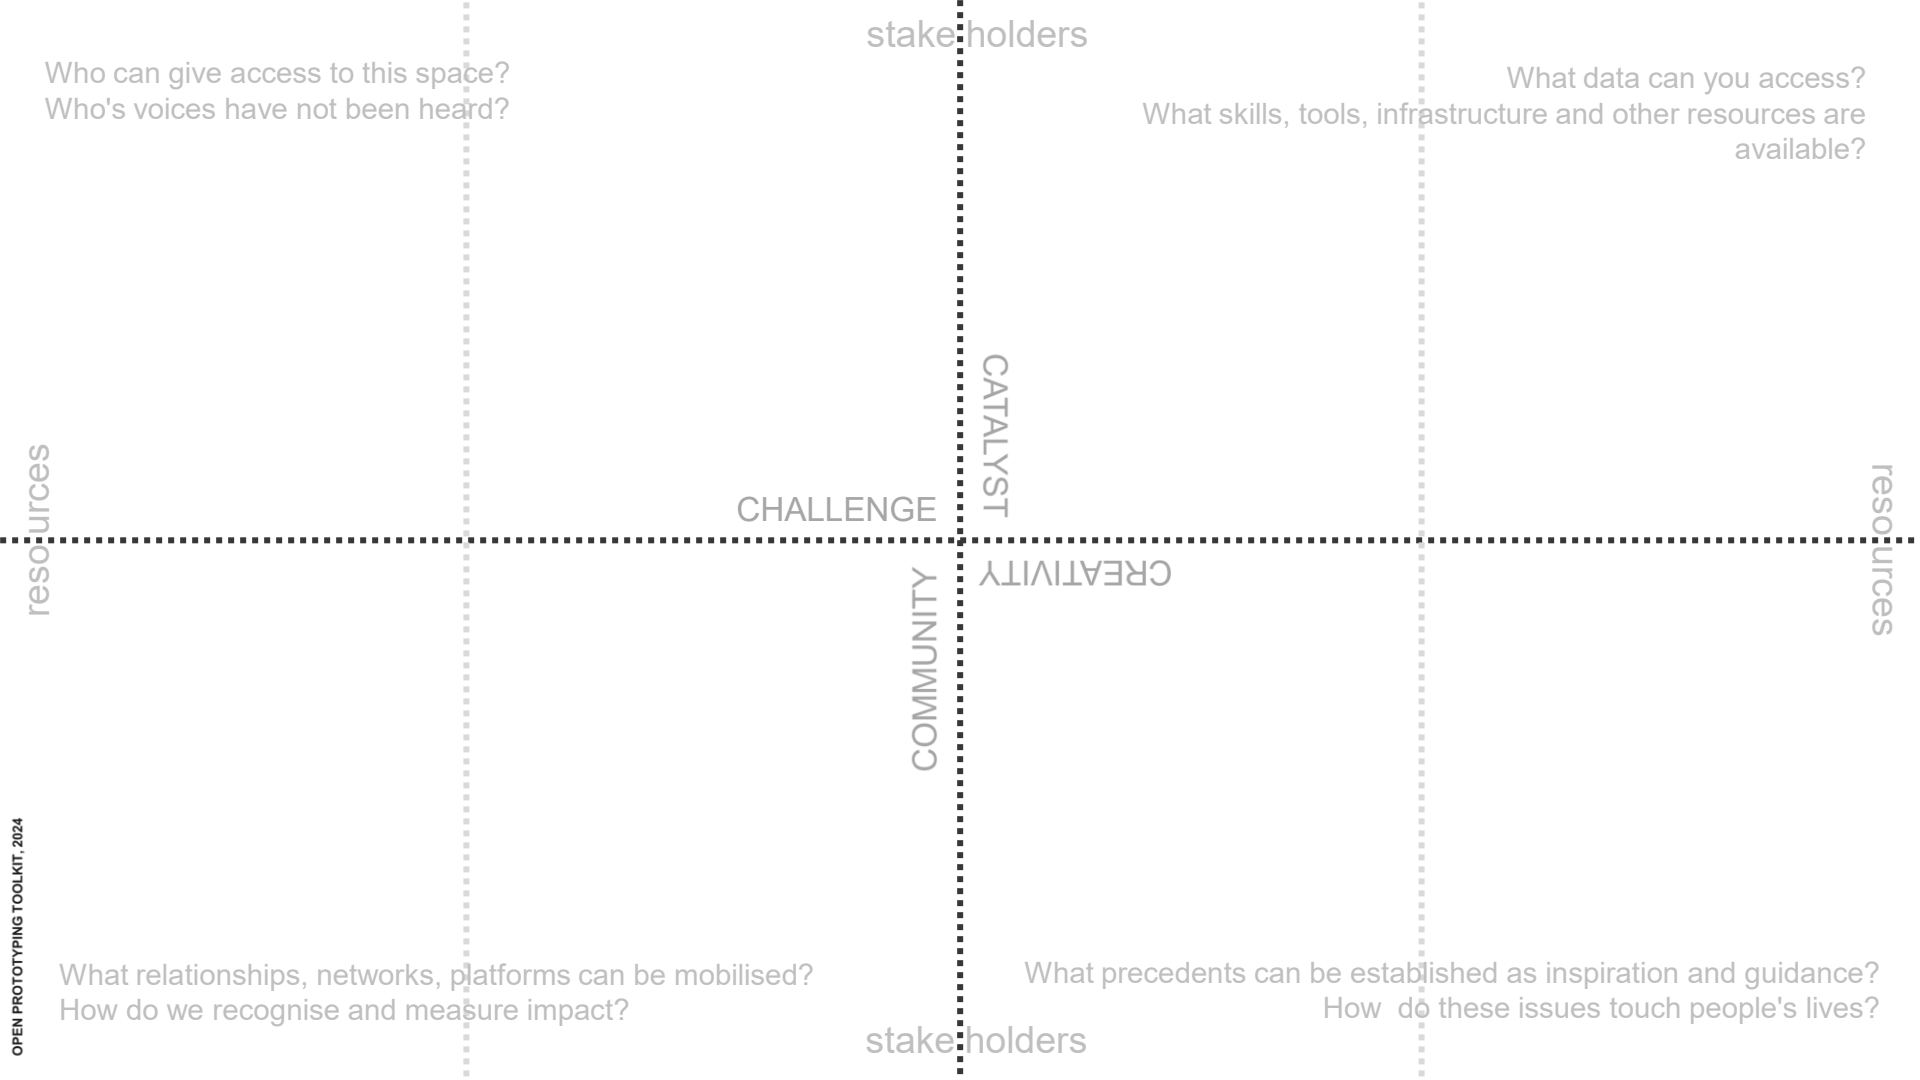 stake holders
Who can give access to this space?
Who's voices have not been heard?
What data can you access?
What skills, tools, infrastructure and other resources are
available?
CATALYST
CHALLENGE
resources
resources
CREATIVITY
COMMUNITY
OPEN PROTOTYPING TOOLKIT, 2024
What relationships, networks, platforms can be mobilised?
How do we recognise and measure impact?
What precedents can be established as inspiration and guidance?
How  do these issues touch people's lives?
stake holders